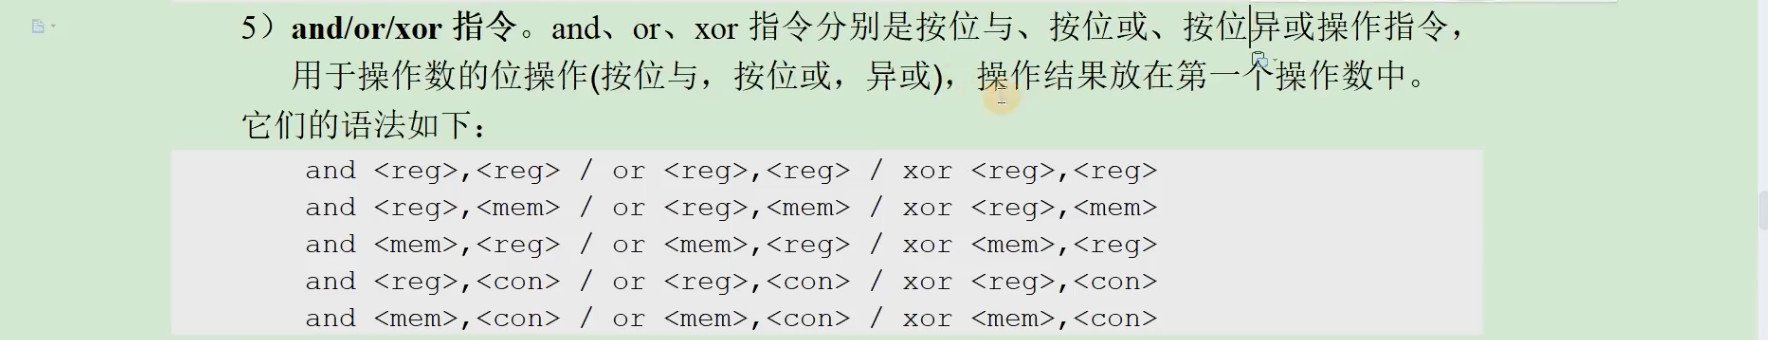 5）and/or/xor 指令。and、or、xor 指令分别是按位与、按位或、按位异或操作指令，
用于操作数的位操作(按位与，按位或，异或)，操作结果放在第一个操作数中。
它们的语法如下：
and <reg>,<reg> / or <reg>,<reg> / xor <reg>,<reg>
and <reg>,<mem> / or <reg>,<mem> / xor <reg>,<mem>
and <mem>,<reg> / or <mem>,<reg> / xor <mem>,<reg>
and <reg>,<con> / or <reg>,<con> / xor <reg>,<con>
and <mem>,<con> / or <mem>,<con> / xor <mem>,<con>